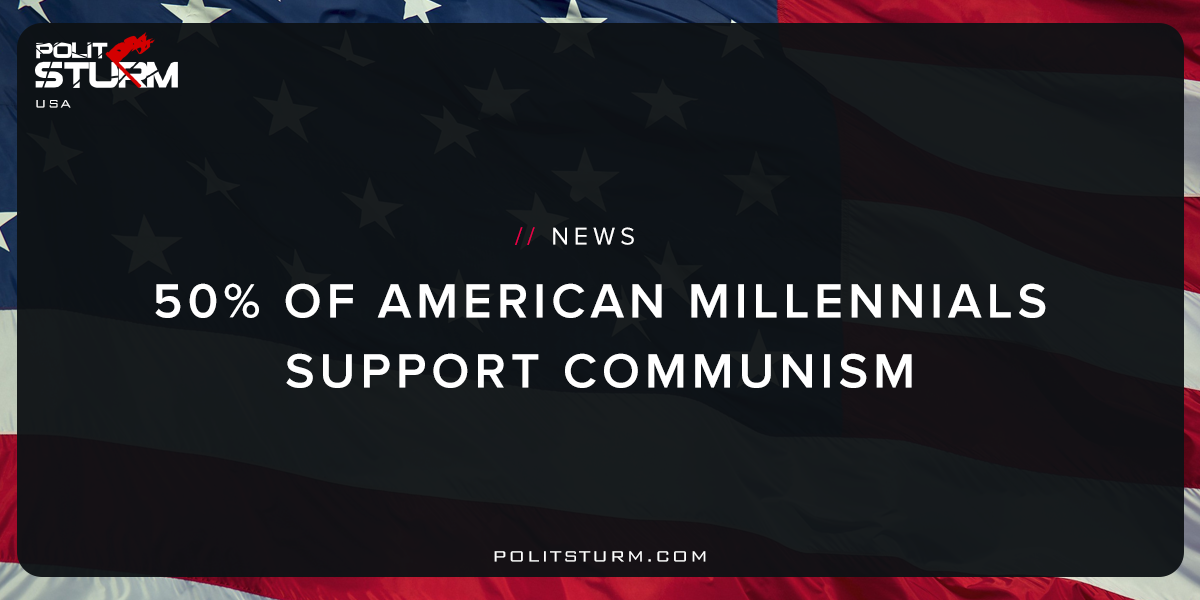 POLIT
STURM
USA
// NEWS
50% OF AMERICAN MILLENNIALS
SUPPORT COMMUNISM
POLITSTURM.COM